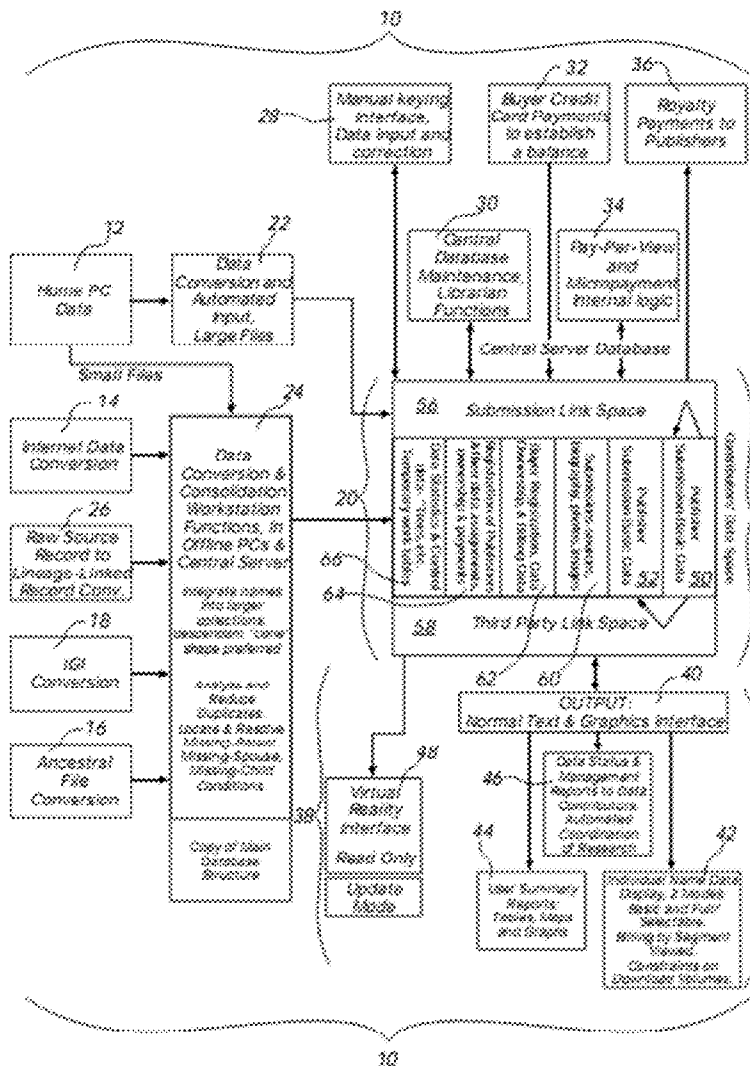 10
28
Manual keying
Interface,
Data Input and
correction
32
Buyer Credit
Card Payments
to establish
a balance
36
Royalty
Payments to
Publishers
12
Home PC
Data
22
Data
Conversion and
Automated
Input,
Large Files
30
Central
Database
Maintenance,
Librarian
Functions
34
Pay-Per-View
and
Micropayment
Internal logic
Small Files
Central Server Database
14
Internet Data
Conversion
26
Raw Source
Record to
Lineage-Linked
Record Conv.
18
IGI
Conversion
16
Ancestral
File
Conversion
24
Data
Conversion &
Consolidation
Workstation
Functions, in
Offline PCs &
Central Server
Integrate names
into larger
collections,
shape preferred
Analyze and
Reduce
Duplicates
Locate & Resolve
Missing-Parent
Missing-Spouse,
Missing-Child
Conditions
Copy of Main
Database
Structure
20
56
Submission Link Space
66
64
62
60
Publisher
Submissions' Data
52
Publisher
50
Data Space
58
Third Party Link Space
40
OUTPUT:
Normal Text & Graphics Interface
38
48
Virtual
Reality
Interface
Read Only
Update
Mode
46
Data Status &
Management
Reports to Data
Contributors
Automated
Coordination
of Research
44
User Summary
Reports:
Tables, Maps
and Graphs
42
Individual Name Data
Display, 2 Modes
Basic and Full
Selectable.
Billing by Segment
Viewed.
Constraints on
Download Volumes.
10